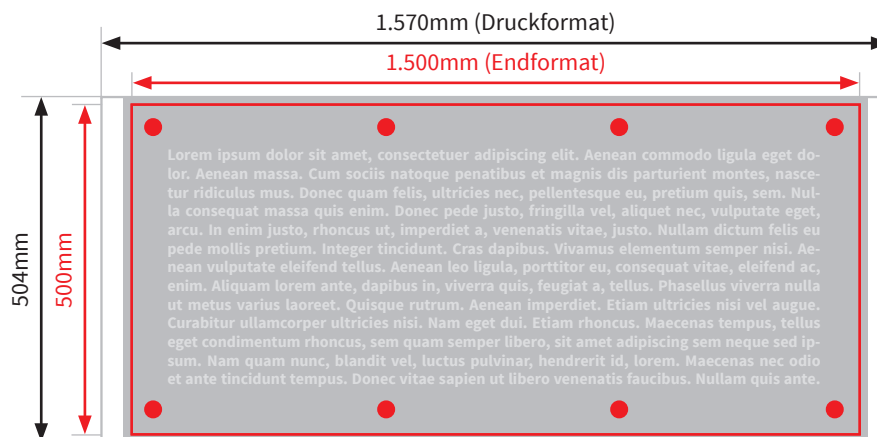 1.570mm (Druckformat)
1.500mm (Endformat)
504mm
500mm
Lorem ipsum dolor sit amet, consectetuer adipiscing elit. Aenean commodo ligula eget do-
lor. Aenean massa. Cum sociis natoque penatibus et magnis dis parturient montes, nasce-
tur ridiculus mus. Donec quam felis, ultricies nec, pellentesque eu, pretium quis, sem. Nul-
la consequat massa quis enim. Donec pede justo, fringilla vel, aliquet nec, vulputate eget,
arcu. In enim justo, rhoncus ut, imperdiet a, venenatis vitae, justo. Nullam dictum felis eu
pede mollis pretium. Integer tincidunt. Cras dapibus. Vivamus elementum semper nisi. Ae-
nean vulputate eleifend tellus. Aenean leo ligula, porttitor eu, consequat vitae, eleifend ac,
enim. Aliquam lorem ante, dapibus in, viverra quis, feugiat a, tellus. Phasellus viverra nulla
ut metus varius laoreet. Quisque rutrum. Aenean imperdiet. Etiam ultricies nisi vel augue.
Curabitur ullamcorper ultricies nisi. Nam eget dui. Etiam rhoncus. Maecenas tempus, tellus
eget condimentum rhoncus, sem quam semper libero, sit amet adipiscing sem neque sed ip-
sum. Nam quam nunc, blandit vel, luctus pulvinar, hendrerit id, lorem. Maecenas nec odio
et ante tincidunt tempus. Donec vitae sapien ut libero venenatis faucibus. Nullam quis ante.